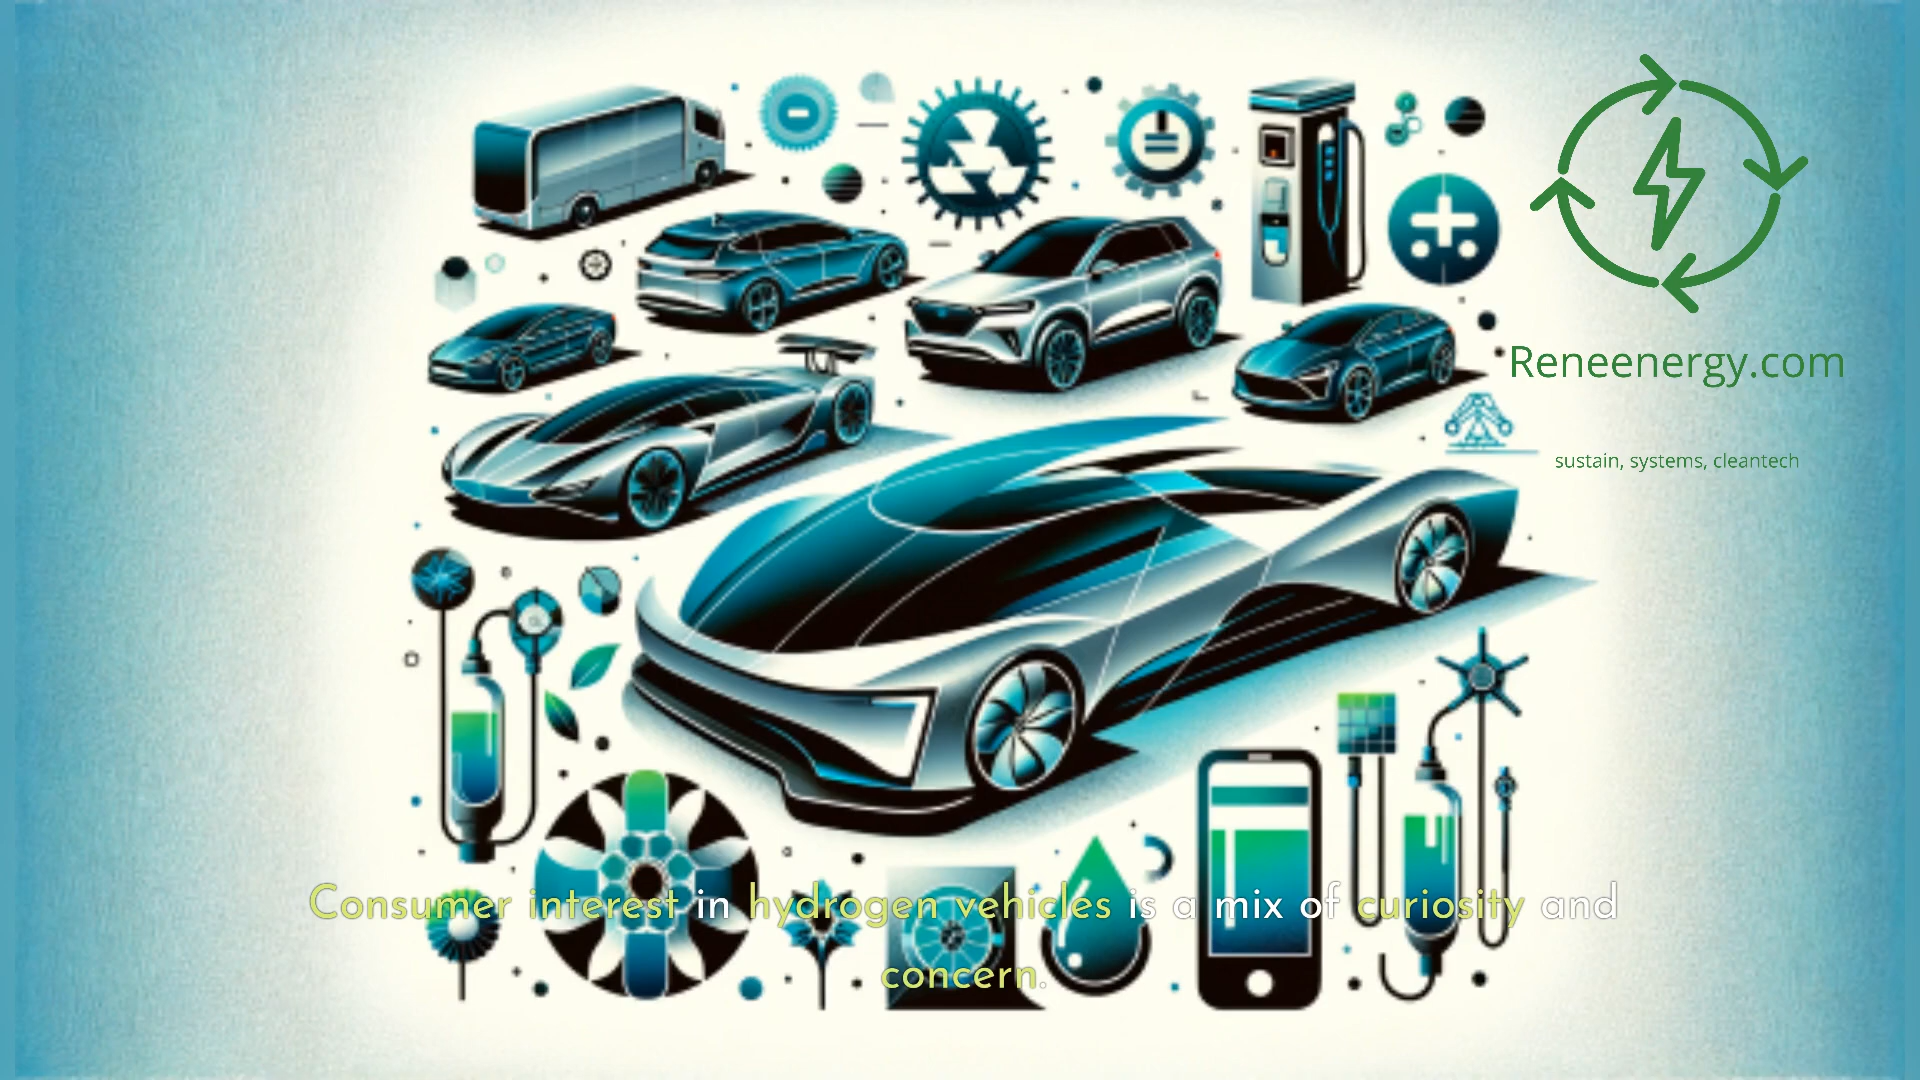 Reneenergy.com
sustain, systems, cleantech
Consumer interest in hydrogen vehicles is a mix of curiosity and
concern.